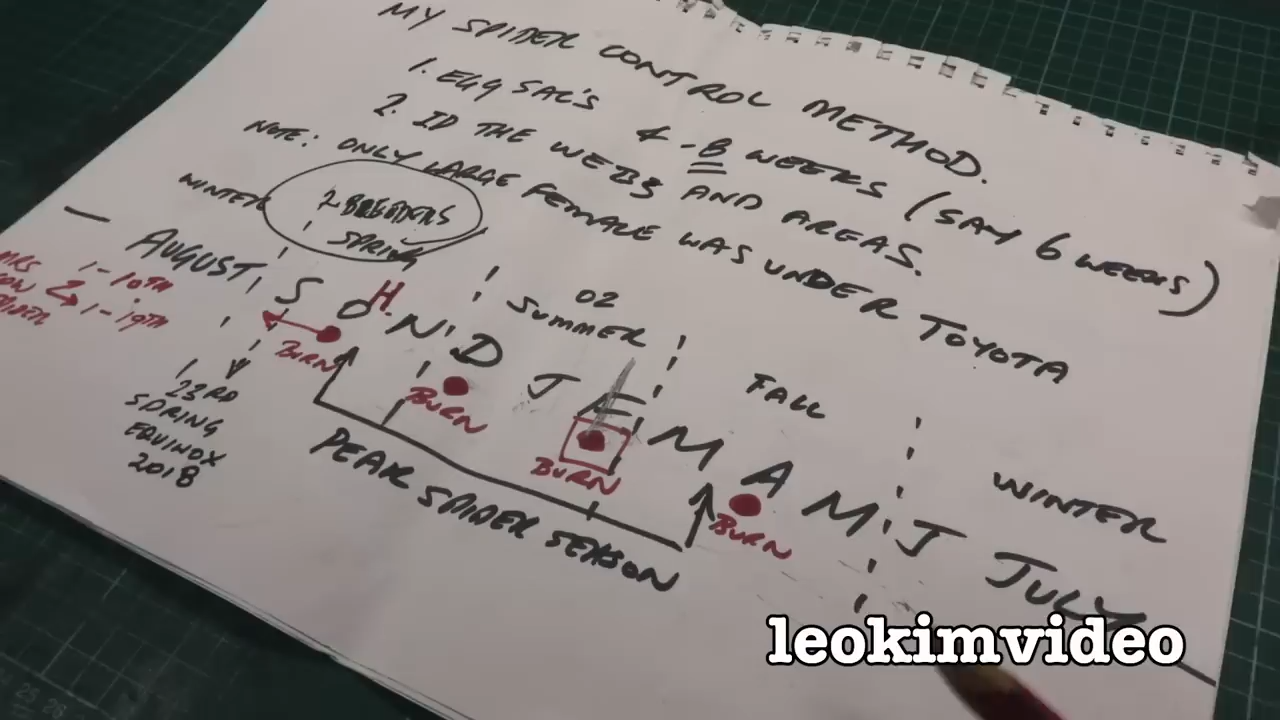 MY SPIDER CONTROL METHOD.
1. EGG SAC'S 4-8 WEEKS (SAY 6 WEEKS)
2. ID THE WEBS AND AREAS.
NOTE: ONLY LARGE FEMALE WAS UNDER TOYOTA
WINTER
SPRING
02
SUMMER
FALL
WINTER
AUGUST S O N D J F M A M J JULY
H.
1-10TH
1-19TH
BURN
BURN
BURN
BURN
23RD
SPRING
EQUINOX
2018
PEAK SPIDER SEASON
leokimvideo